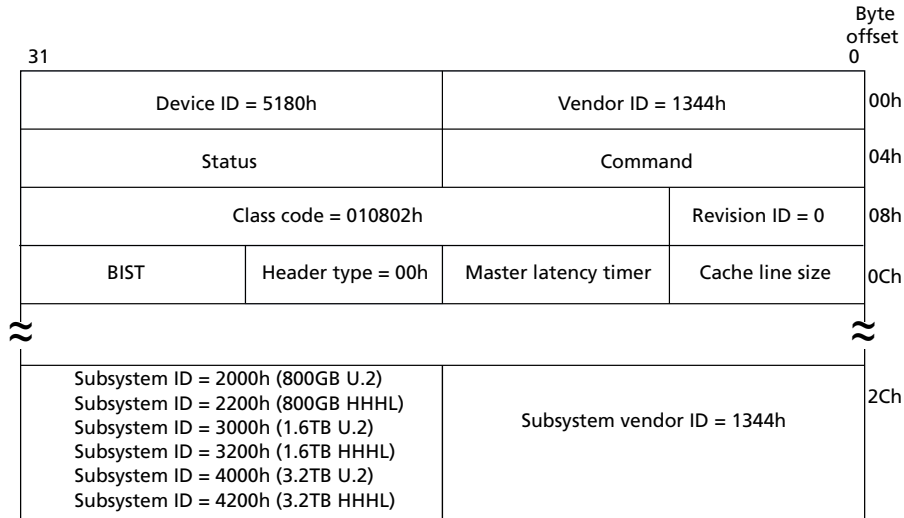 Byte
offset
31 0
Device ID = 5180h Vendor ID = 1344h 00h
Status Command 04h
Class code = 010802h Revision ID = 0 08h
BIST Header type = 00h Master latency timer Cache line size 0Ch
≈ ≈
Subsystem ID = 2000h (800GB U.2)
Subsystem ID = 2200h (800GB HHHL)
Subsystem ID = 3000h (1.6TB U.2)
Subsystem ID = 3200h (1.6TB HHHL)
Subsystem ID = 4000h (3.2TB U.2)
Subsystem ID = 4200h (3.2TB HHHL)
Subsystem vendor ID = 1344h
2Ch